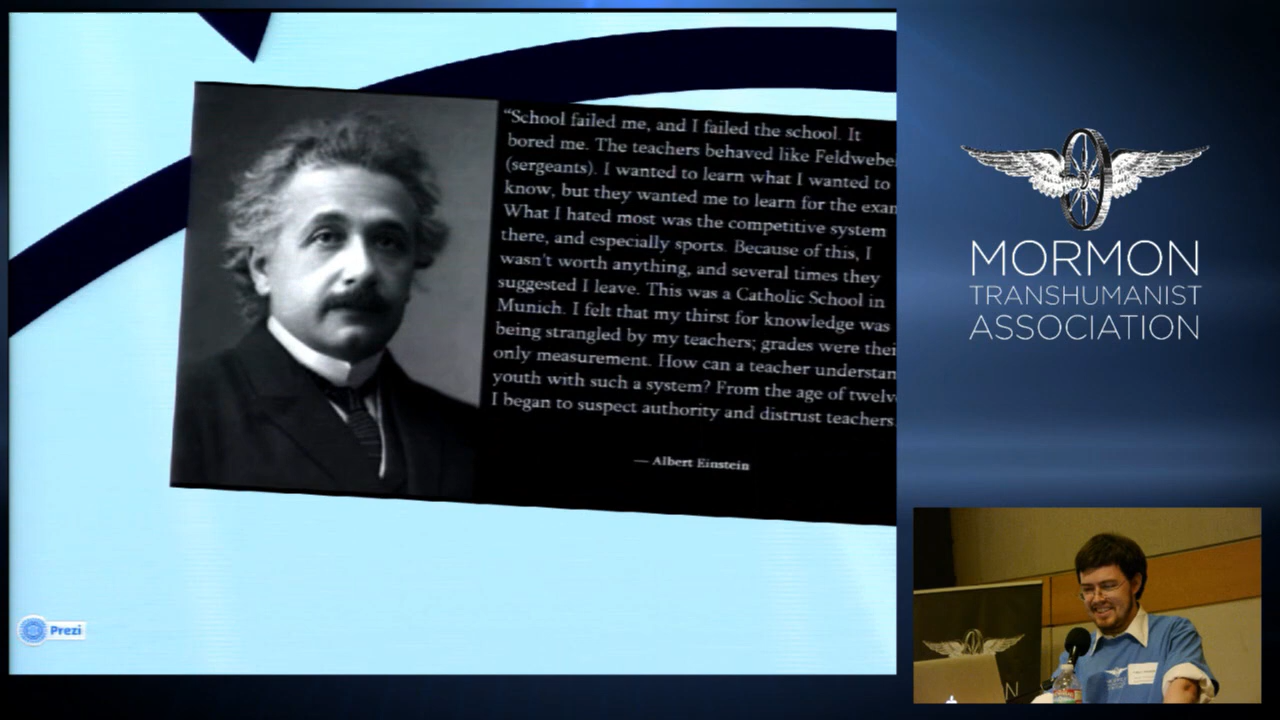 “School failed me, and I failed the school. It
bored me. The teachers behaved like Feldwebe
(sergeants). I wanted to learn what I wanted to
know, but they wanted me to learn for the exan
What I hated most was the competitive system
there, and especially sports. Because of this, I
wasn't worth anything, and several times they
suggested I leave. This was a Catholic School in
Munich. I felt that my thirst for knowledge was
being strangled by my teachers; grades were thei
only measurement. How can a teacher understan
youth with such a system? From the age of twelv
I began to suspect authority and distrust teachers
— Albert Einstein
Prezi
MORMON
TRANSHUMANIST
ASSOCIATION